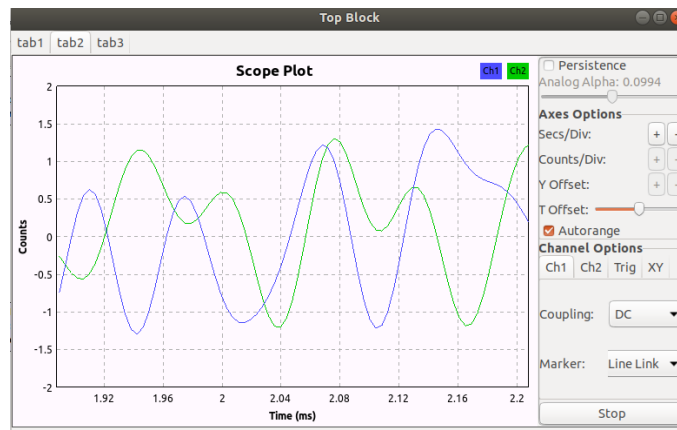 Top Block
tab1 tab2 tab3
Scope Plot
Ch1 Ch2
2
1.5
1
0.5
0
-0.5
-1
-1.5
-2
Counts
1.92 1.96 2 2.04 2.08 2.12 2.16 2.2
Time (ms)
Persistence
Analog Alpha: 0.0994
Axes Options
Secs/Div: + -
Counts/Div: + -
Y Offset: + -
T Offset:
Autorange
Channel Options
Ch1 Ch2 Trig XY
Coupling: DC
Marker: Line Link
Stop